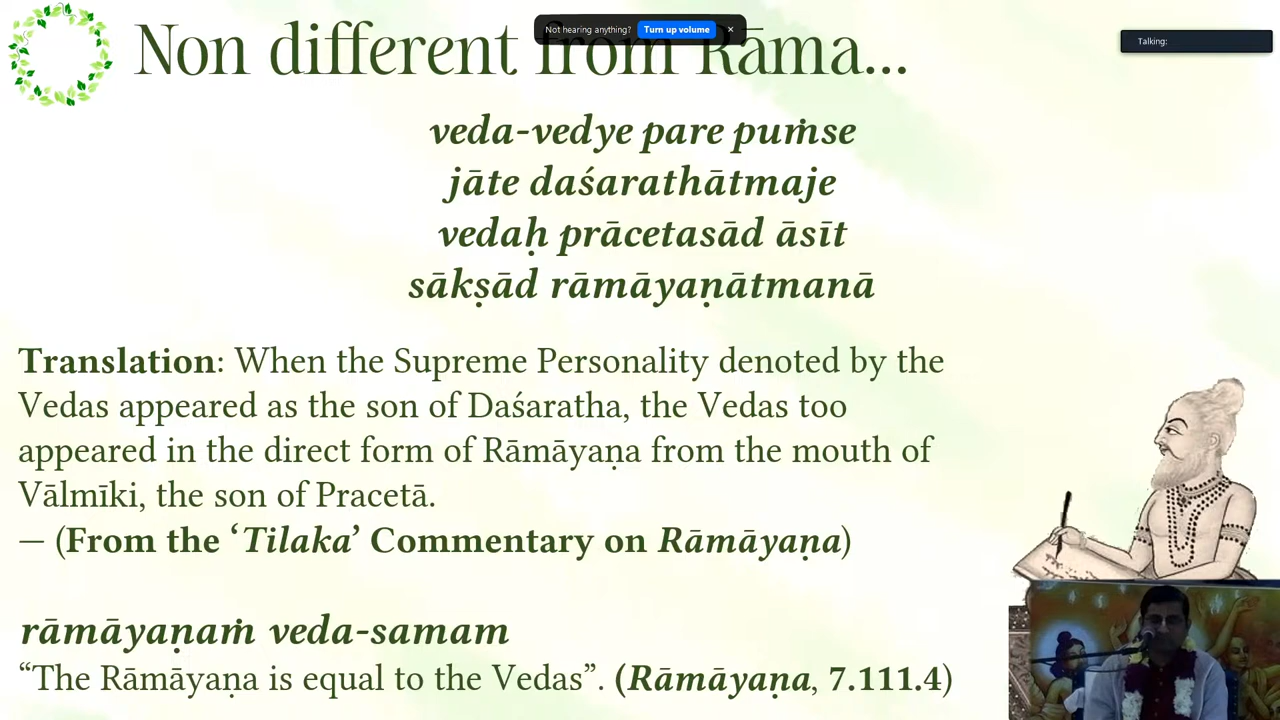 Non different from Rāma...
Not hearing anything? Turn up volume ✕
Talking:
veda-vedye pare puṁse
jāte daśarathātmaje
vedaḥ prācetasād āsīt
sākṣād rāmāyaṇātmanā
Translation: When the Supreme Personality denoted by the
Vedas appeared as the son of Daśaratha, the Vedas too
appeared in the direct form of Rāmāyaṇa from the mouth of
Vālmīki, the son of Pracetā.
— (From the ‘Tilaka’ Commentary on Rāmāyaṇa)
rāmāyaṇaṁ veda-samam
“The Rāmāyaṇa is equal to the Vedas”. (Rāmāyaṇa, 7.111.4)